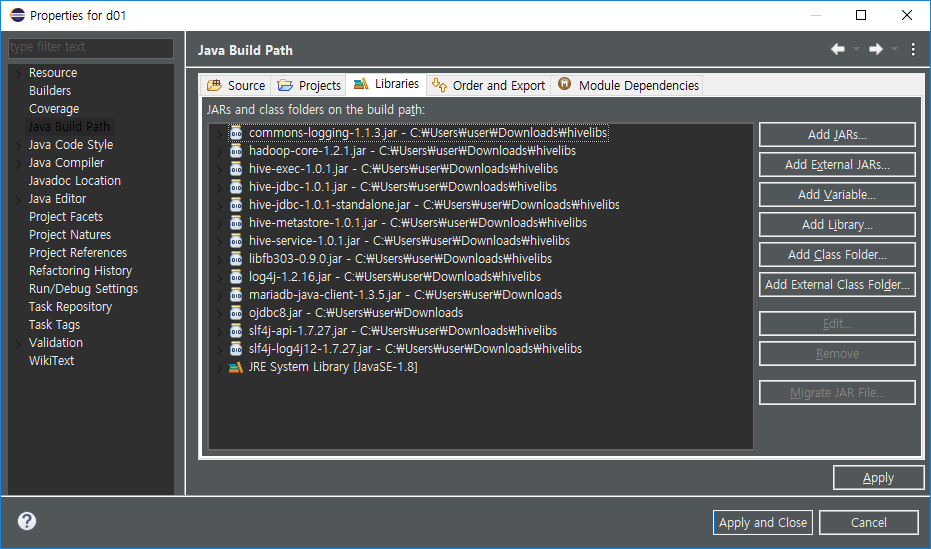 Properties for d01
type filter text
Resource
Builders
Coverage
Java Build Path
Java Code Style
Java Compiler
Javadoc Location
Java Editor
Project Facets
Project Natures
Project References
Refactoring History
Run/Debug Settings
Task Repository
Task Tags
Validation
WikiText
Java Build Path
Source
Projects
Libraries
Order and Export
Module Dependencies
JARs and class folders on the build path:
commons-logging-1.1.3.jar - C:₩Users₩user₩Downloads₩hivelibs
hadoop-core-1.2.1.jar - C:₩Users₩user₩Downloads₩hivelibs
hive-exec-1.0.1.jar - C:₩Users₩user₩Downloads₩hivelibs
hive-jdbc-1.0.1.jar - C:₩Users₩user₩Downloads₩hivelibs
hive-jdbc-1.0.1-standalone.jar - C:₩Users₩user₩Downloads₩hivelibs
hive-metastore-1.0.1.jar - C:₩Users₩user₩Downloads₩hivelibs
hive-service-1.0.1.jar - C:₩Users₩user₩Downloads₩hivelibs
libfb303-0.9.0.jar - C:₩Users₩user₩Downloads₩hivelibs
log4j-1.2.16.jar - C:₩Users₩user₩Downloads₩hivelibs
mariadb-java-client-1.3.5.jar - C:₩Users₩user₩Downloads
ojdbc8.jar - C:₩Users₩user₩Downloads
slf4j-api-1.7.27.jar - C:₩Users₩user₩Downloads₩hivelibs
slf4j-log4j12-1.7.27.jar - C:₩Users₩user₩Downloads₩hivelibs
JRE System Library [JavaSE-1.8]
Add JARs...
Add External JARs...
Add Variable...
Add Library...
Add Class Folder...
Add External Class Folder...
Edit...
Remove
Migrate JAR File...
Apply
Apply and Close
Cancel